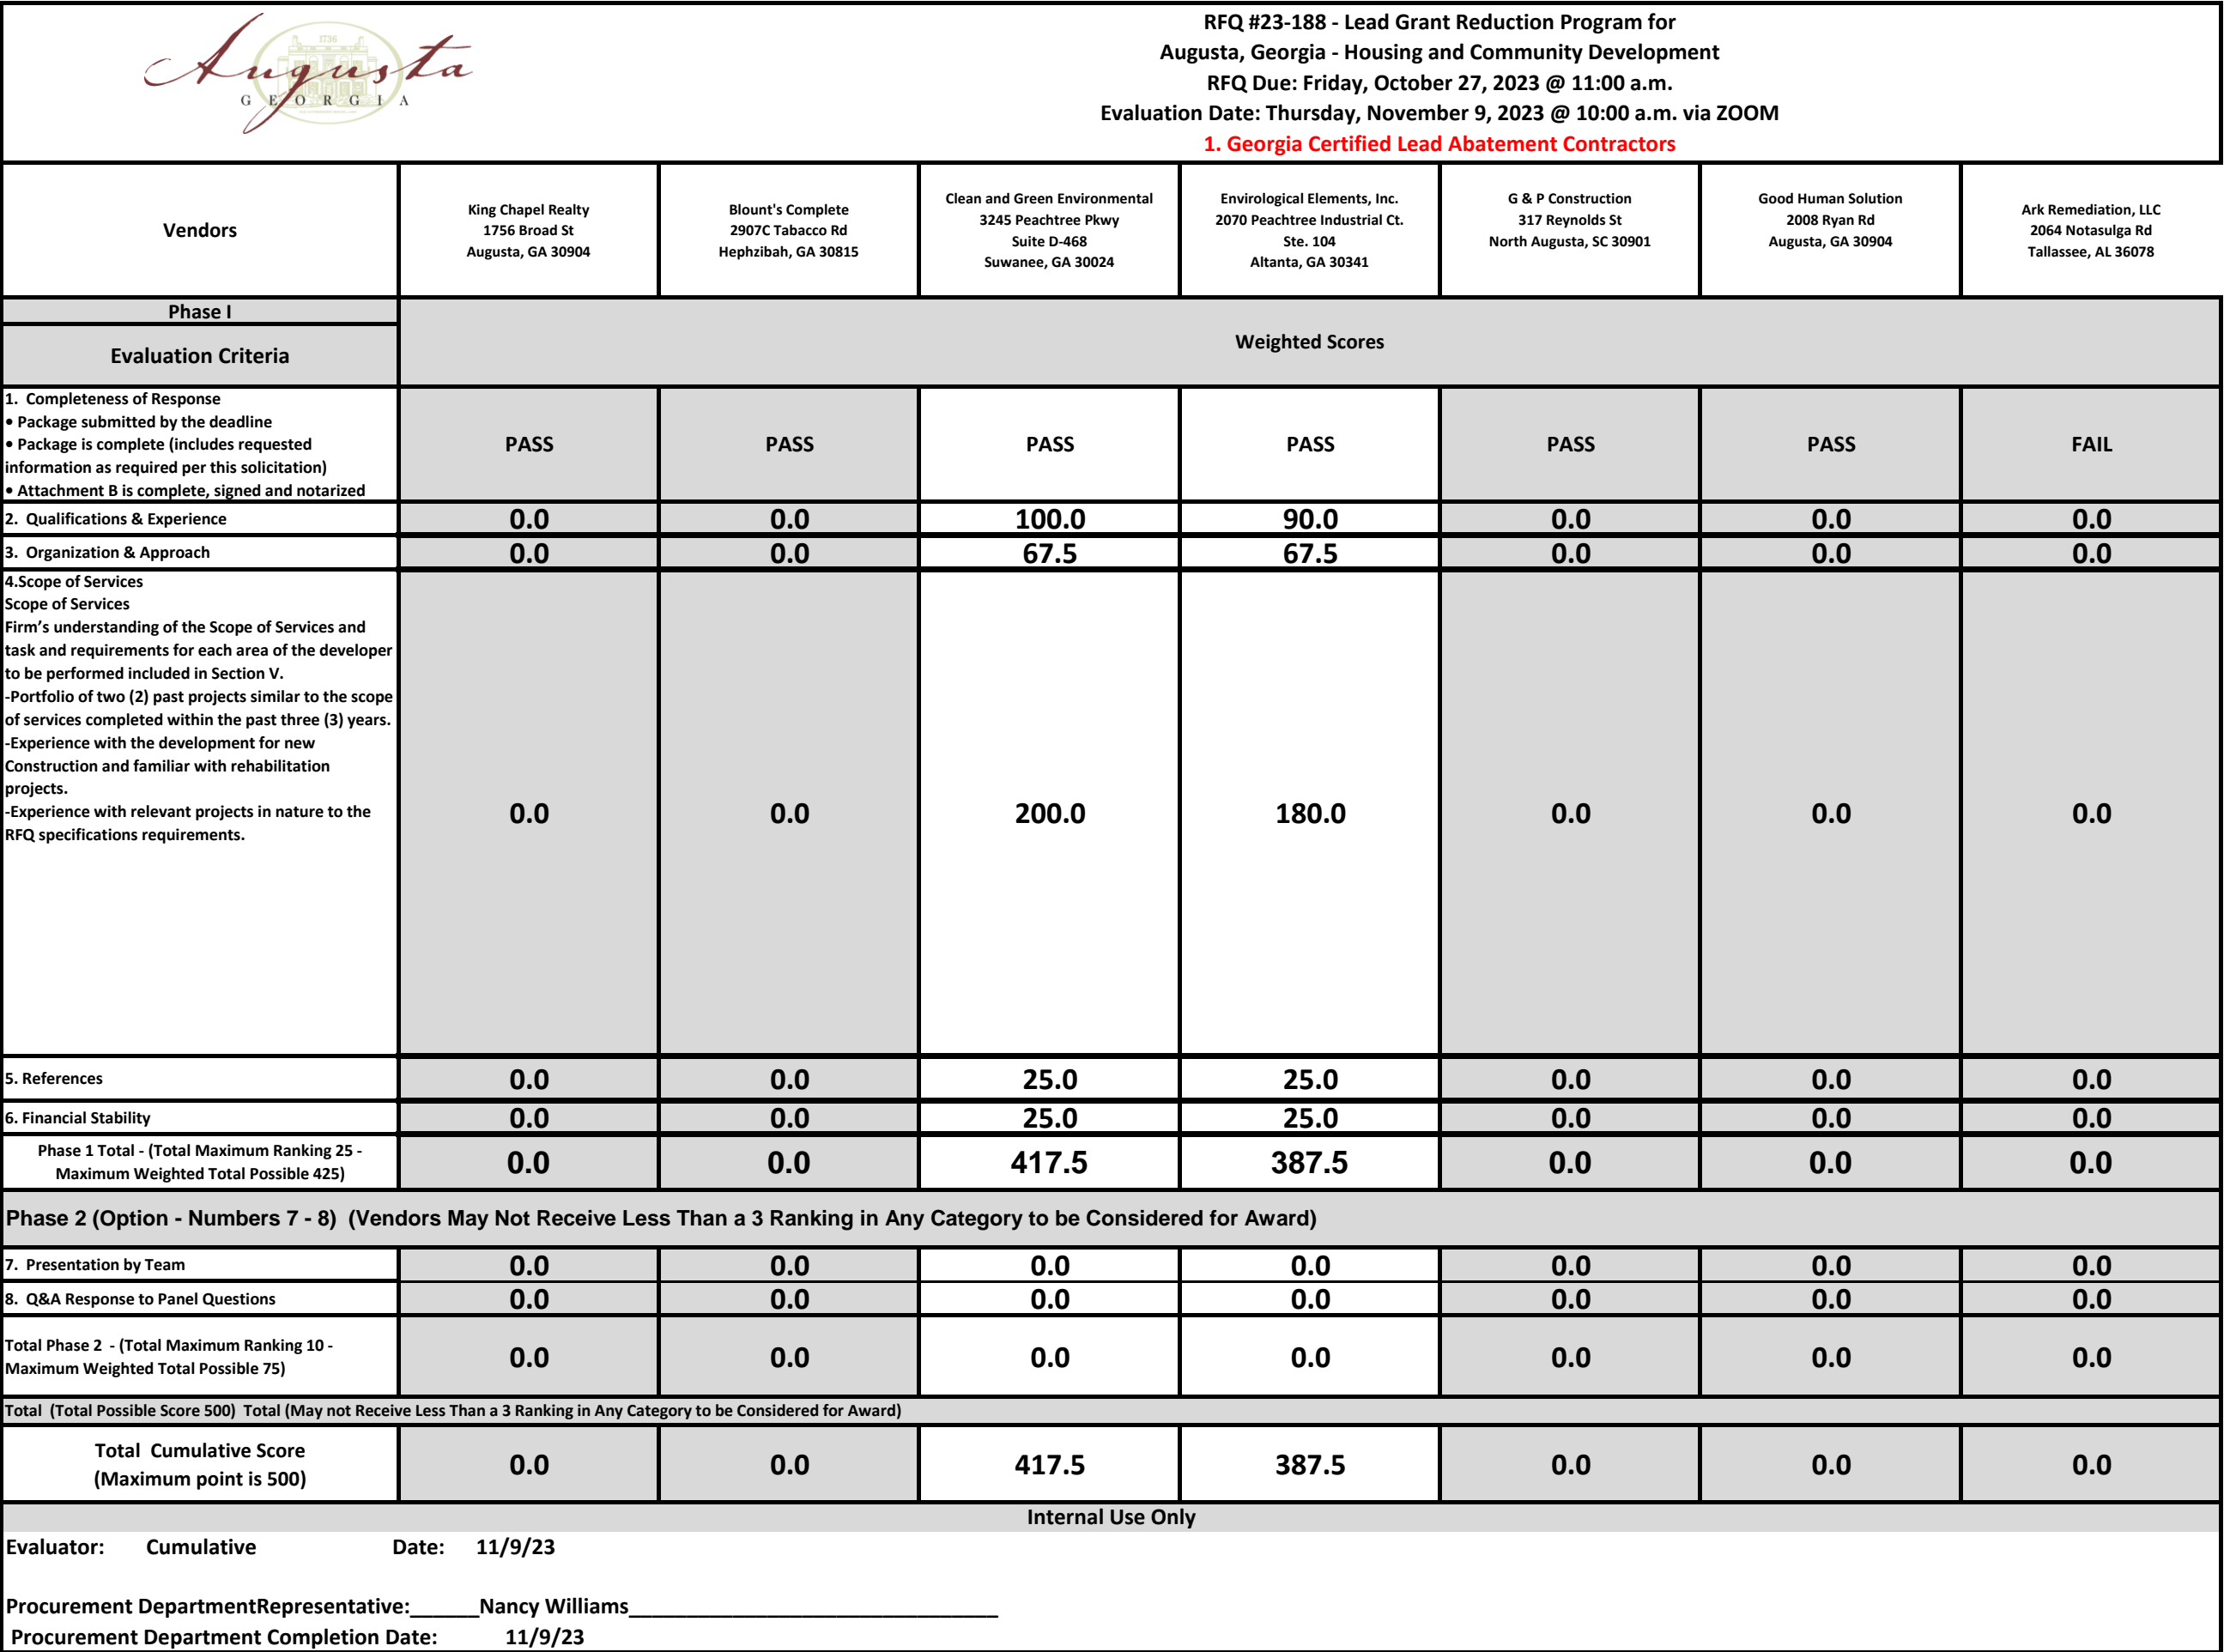 1736
Augusta
GEORGIA
RFQ #23-188 - Lead Grant Reduction Program for
Augusta, Georgia - Housing and Community Development
RFQ Due: Friday, October 27, 2023 @ 11:00 a.m.
Evaluation Date: Thursday, November 9, 2023 @ 10:00 a.m. via ZOOM
1. Georgia Certified Lead Abatement Contractors
Vendors
King Chapel Realty
1756 Broad St
Augusta, GA 30904
Blount's Complete
2907C Tabacco Rd
Hephzibah, GA 30815
Clean and Green Environmental
3245 Peachtree Pkwy
Suite D-468
Suwanee, GA 30024
Envirological Elements, Inc.
2070 Peachtree Industrial Ct.
Ste. 104
Altanta, GA 30341
G & P Construction
317 Reynolds St
North Augusta, SC 30901
Good Human Solution
2008 Ryan Rd
Augusta, GA 30904
Ark Remediation, LLC
2064 Notasulga Rd
Tallassee, AL 36078
Phase I
Evaluation Criteria
Weighted Scores
1. Completeness of Response
• Package submitted by the deadline
• Package is complete (includes requested
information as required per this solicitation)
• Attachment B is complete, signed and notarized
PASS PASS PASS PASS PASS PASS FAIL
2. Qualifications & Experience 0.0 0.0 100.0 90.0 0.0 0.0 0.0
3. Organization & Approach 0.0 0.0 67.5 67.5 0.0 0.0 0.0
4.Scope of Services
Scope of Services
Firm's understanding of the Scope of Services and
task and requirements for each area of the developer
to be performed included in Section V.
-Portfolio of two (2) past projects similar to the scope
of services completed within the past three (3) years.
-Experience with the development for new
Construction and familiar with rehabilitation
projects.
-Experience with relevant projects in nature to the
RFQ specifications requirements.
0.0 0.0 200.0 180.0 0.0 0.0 0.0
5. References 0.0 0.0 25.0 25.0 0.0 0.0 0.0
6. Financial Stability 0.0 0.0 25.0 25.0 0.0 0.0 0.0
Phase 1 Total - (Total Maximum Ranking 25 -
Maximum Weighted Total Possible 425)
0.0 0.0 417.5 387.5 0.0 0.0 0.0
Phase 2 (Option - Numbers 7 - 8) (Vendors May Not Receive Less Than a 3 Ranking in Any Category to be Considered for Award)
7. Presentation by Team 0.0 0.0 0.0 0.0 0.0 0.0 0.0
8. Q&A Response to Panel Questions 0.0 0.0 0.0 0.0 0.0 0.0 0.0
Total Phase 2 - (Total Maximum Ranking 10 -
Maximum Weighted Total Possible 75)
0.0 0.0 0.0 0.0 0.0 0.0 0.0
Total (Total Possible Score 500) Total (May not Receive Less Than a 3 Ranking in Any Category to be Considered for Award)
Total Cumulative Score
(Maximum point is 500)
0.0 0.0 417.5 387.5 0.0 0.0 0.0
Internal Use Only
Evaluator: Cumulative Date: 11/9/23
Procurement DepartmentRepresentative:______Nancy Williams________________________________
Procurement Department Completion Date: 11/9/23